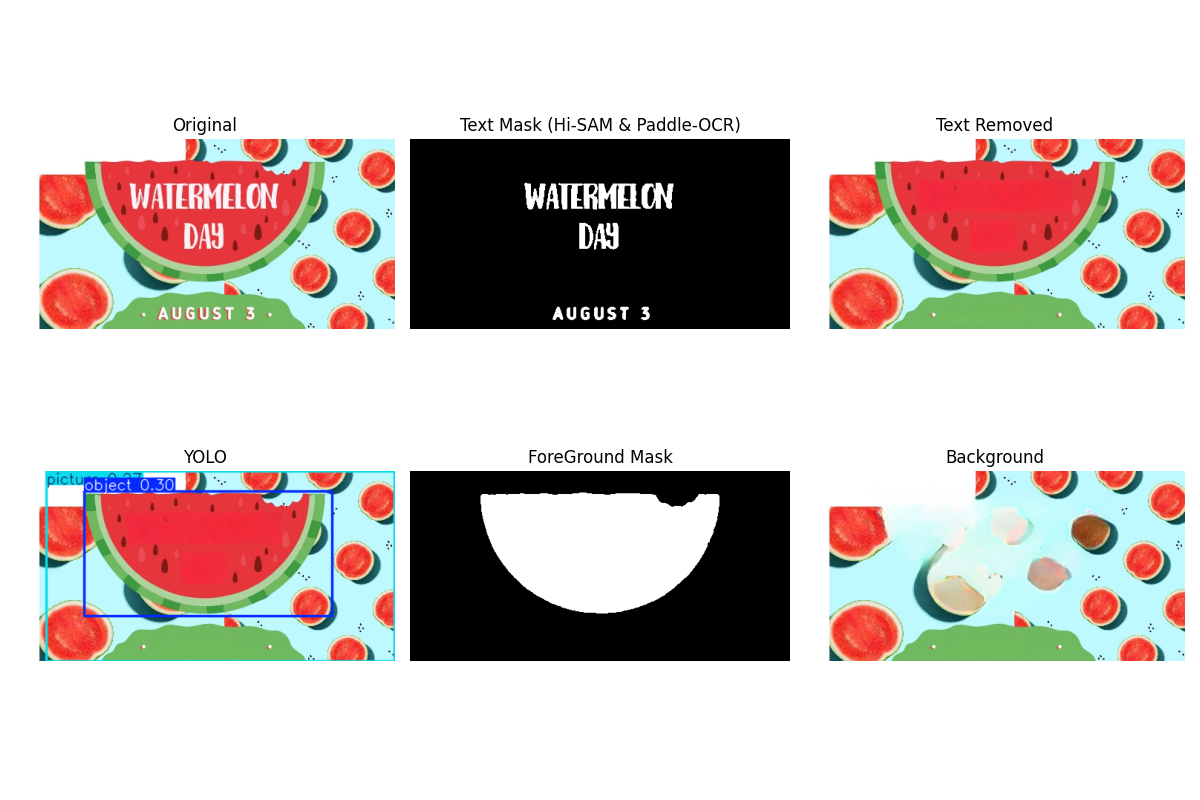 Original
WATERMELON
DAY
· AUGUST 3 ·
Text Mask (Hi-SAM & Paddle-OCR)
WATERMELON
DAY
AUGUST 3
Text Removed
YOLO
picture 0.27
object 0.30
ForeGround Mask
Background